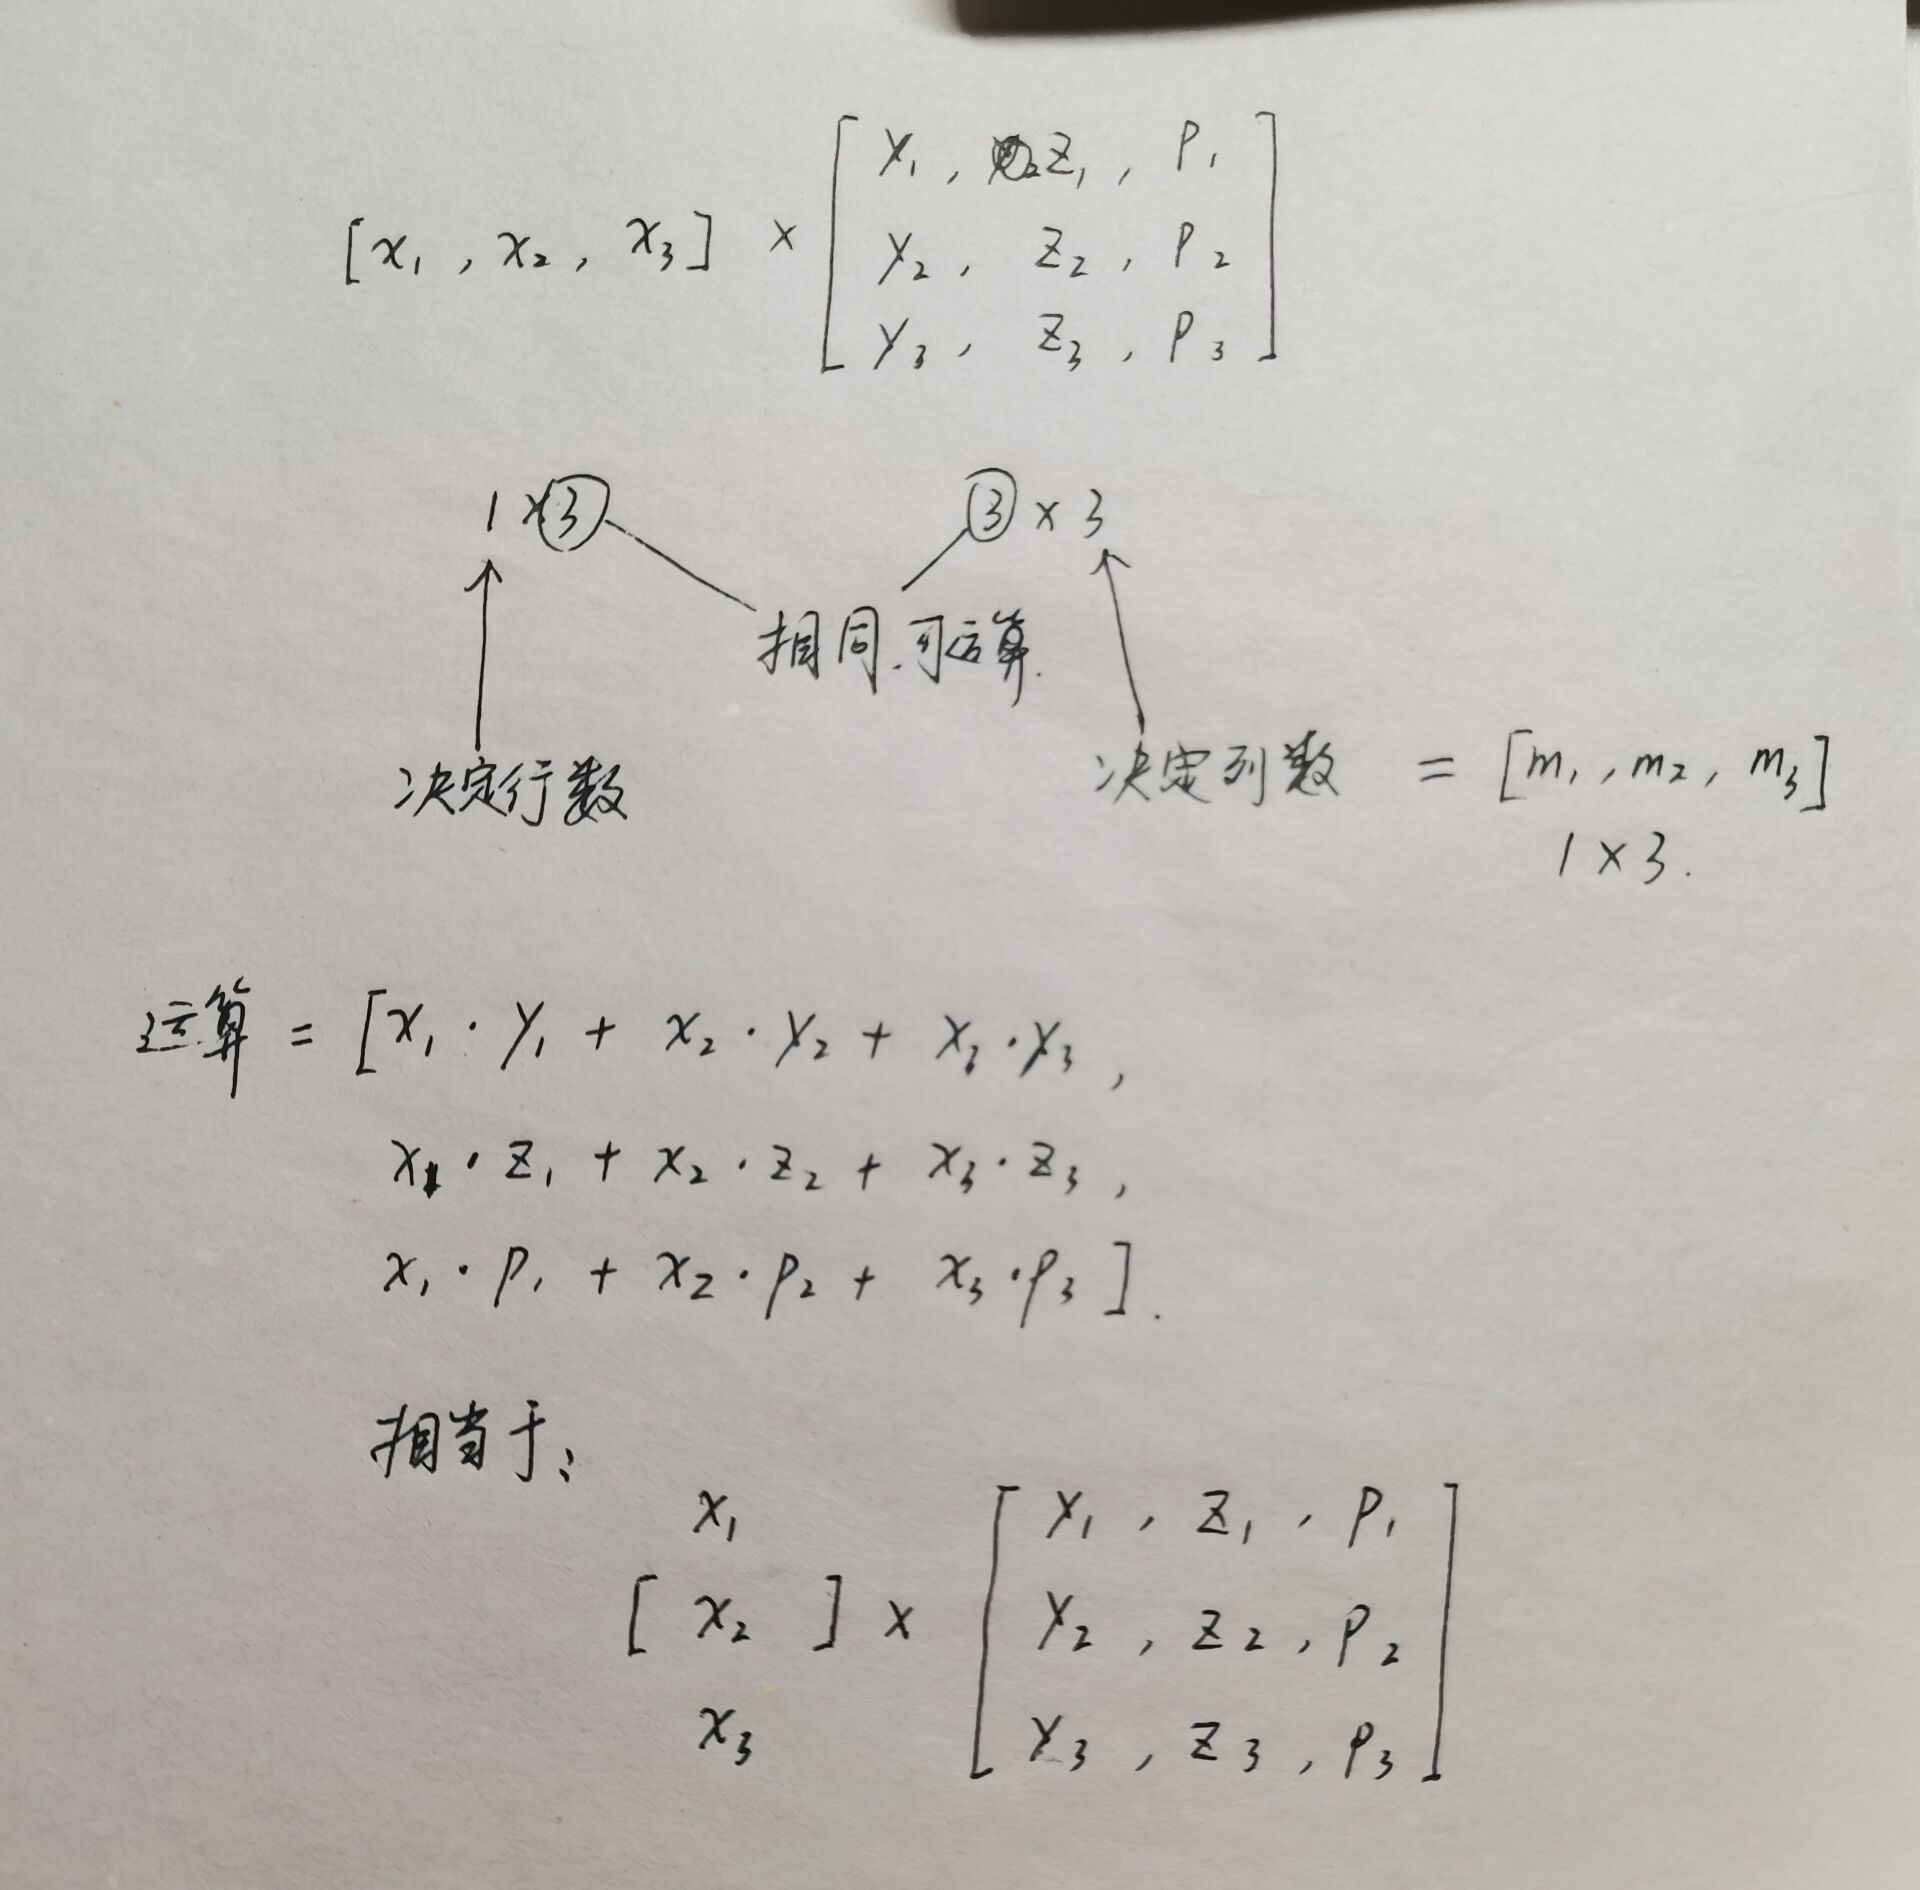 [x₁, x₂, x₃] × [y₁, z₁, p₁
y₂, z₂, p₂
y₃, z₃, p₃]
1×3 3×3
相同.可运算.
决定行数 决定列数 = [m₁, m₂, m₃]
1×3.
运算 = [x₁·y₁ + x₂·y₂ + x₃·y₃,
x₁·z₁ + x₂·z₂ + x₃·z₃,
x₁·p₁ + x₂·p₂ + x₃·p₃].
相当于:
x₁ [y₁, z₁, p₁
[x₂] × y₂, z₂, p₂
x₃ y₃, z₃, p₃]